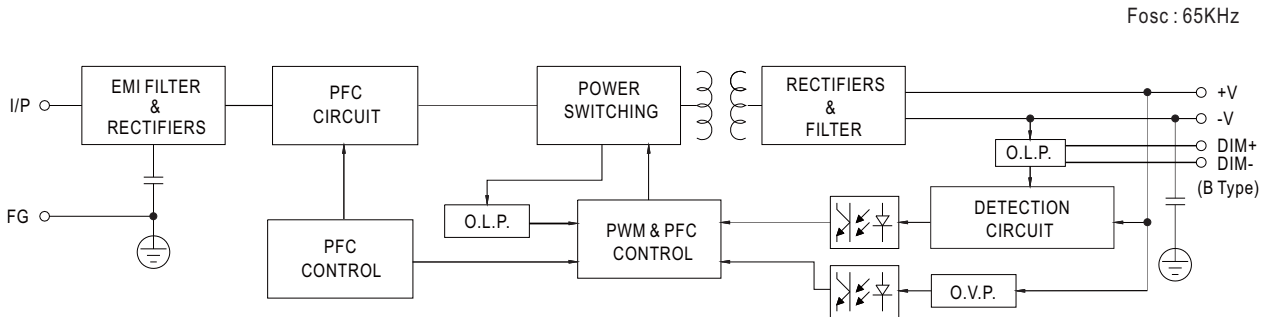 Fosc : 65KHz
I/P
EMI FILTER
&
RECTIFIERS
PFC
CIRCUIT
POWER
SWITCHING
RECTIFIERS
&
FILTER
+V
-V
DIM+
DIM-
(B Type)
O.L.P.
FG
O.L.P.
PFC
CONTROL
PWM & PFC
CONTROL
DETECTION
CIRCUIT
O.V.P.